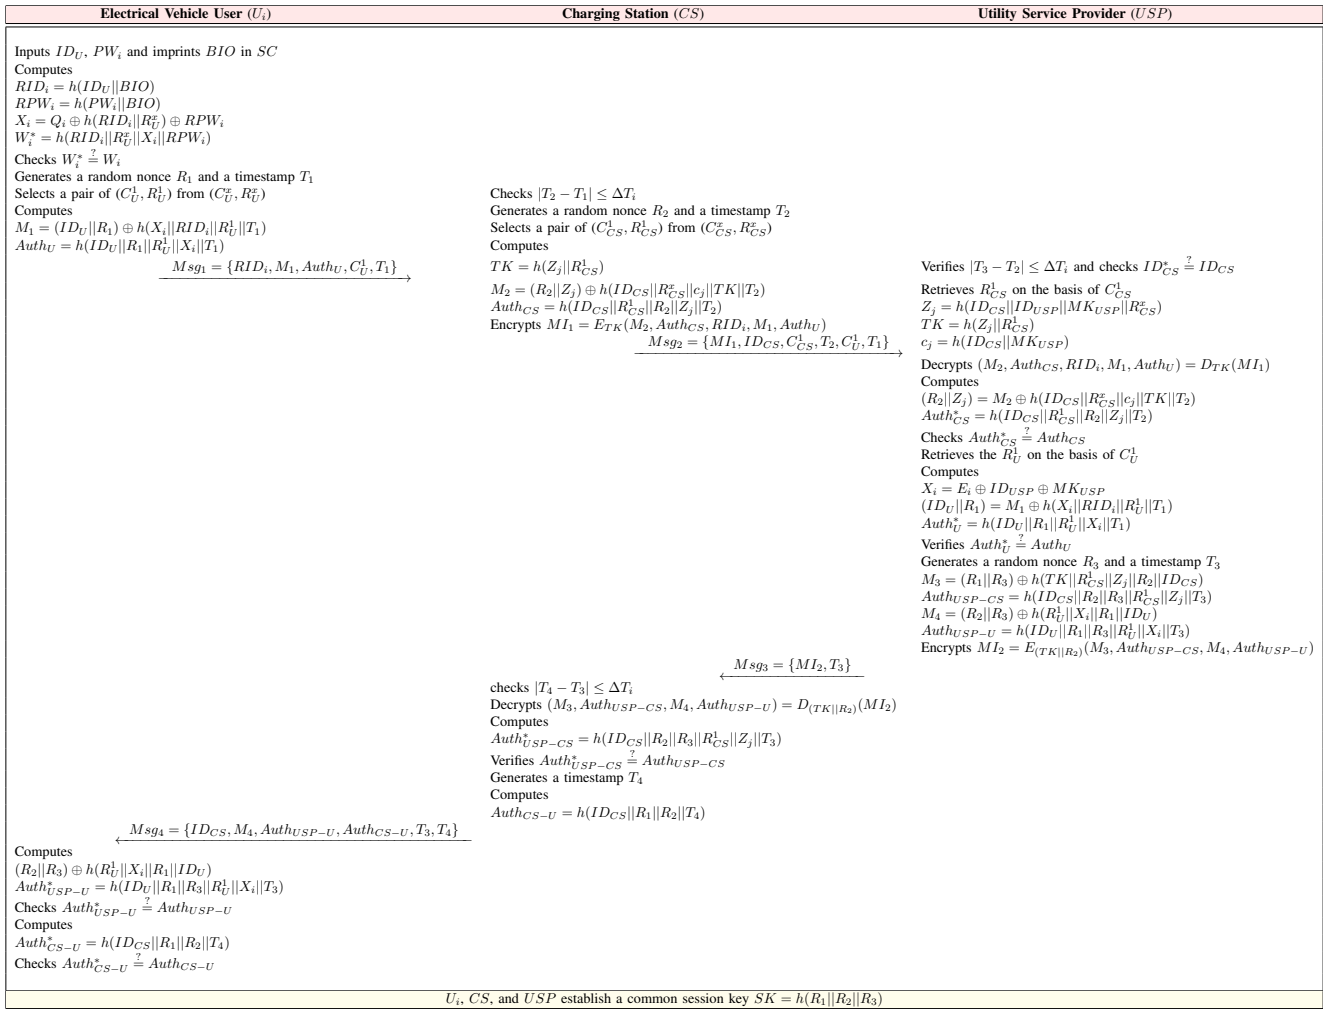 Electrical Vehicle User (U_i)
Charging Station (CS)
Utility Service Provider (USP)
Inputs ID_U, PW_i and imprints BIO in SC
Computes
RID_i = h(ID_U||BIO)
RPW_i = h(PW_i||BIO)
X_i = Q_i ⊕ h(RID_i||R_U^x) ⊕ RPW_i
W_i^* = h(RID_i||R_U^x||X_i||RPW_i)
Checks W_i^* ≟ W_i
Generates a random nonce R_1 and a timestamp T_1
Selects a pair of (C_U^1, R_U^1) from (C_U^x, R_U^x)
Computes
M_1 = (ID_U||R_1) ⊕ h(X_i||RID_i||R_U^1||T_1)
Auth_U = h(ID_U||R_1||R_U^1||X_i||T_1)
Msg_1 = {RID_i, M_1, Auth_U, C_U^1, T_1}
Checks |T_2 − T_1| ≤ ΔT_i
Generates a random nonce R_2 and a timestamp T_2
Selects a pair of (C_CS^1, R_CS^1) from (C_CS^x, R_CS^x)
Computes
TK = h(Z_j||R_CS^1)
M_2 = (R_2||Z_j) ⊕ h(ID_CS||R_CS^x||c_j||TK||T_2)
Auth_CS = h(ID_CS||R_CS^1||R_2||Z_j||T_2)
Encrypts MI_1 = E_TK(M_2, Auth_CS, RID_i, M_1, Auth_U)
Msg_2 = {MI_1, ID_CS, C_CS^1, T_2, C_U^1, T_1}
Verifies |T_3 − T_2| ≤ ΔT_i and checks ID_CS^* ≟ ID_CS
Retrieves R_CS^1 on the basis of C_CS^1
Z_j = h(ID_CS||ID_USP||MK_USP||R_CS^x)
TK = h(Z_j||R_CS^1)
c_j = h(ID_CS||MK_USP)
Decrypts (M_2, Auth_CS, RID_i, M_1, Auth_U) = D_TK(MI_1)
Computes
(R_2||Z_j) = M_2 ⊕ h(ID_CS||R_CS^x||c_j||TK||T_2)
Auth_CS^* = h(ID_CS||R_CS^1||R_2||Z_j||T_2)
Checks Auth_CS^* ≟ Auth_CS
Retrieves the R_U^1 on the basis of C_U^1
Computes
X_i = E_i ⊕ ID_USP ⊕ MK_USP
(ID_U||R_1) = M_1 ⊕ h(X_i||RID_i||R_U^1||T_1)
Auth_U^* = h(ID_U||R_1||R_U^1||X_i||T_1)
Verifies Auth_U^* ≟ Auth_U
Generates a random nonce R_3 and a timestamp T_3
M_3 = (R_1||R_3) ⊕ h(TK||R_CS^1||Z_j||R_2||ID_CS)
Auth_USP−CS = h(ID_CS||R_2||R_3||R_CS^1||Z_j||T_3)
M_4 = (R_2||R_3) ⊕ h(R_U^1||X_i||R_1||ID_U)
Auth_USP−U = h(ID_U||R_1||R_3||R_U^1||X_i||T_3)
Encrypts MI_2 = E_(TK||R_2)(M_3, Auth_USP−CS, M_4, Auth_USP−U)
Msg_3 = {MI_2, T_3}
checks |T_4 − T_3| ≤ ΔT_i
Decrypts (M_3, Auth_USP−CS, M_4, Auth_USP−U) = D_(TK||R_2)(MI_2)
Computes
Auth_USP−CS^* = h(ID_CS||R_2||R_3||R_CS^1||Z_j||T_3)
Verifies Auth_USP−CS^* ≟ Auth_USP−CS
Generates a timestamp T_4
Computes
Auth_CS−U = h(ID_CS||R_1||R_2||T_4)
Msg_4 = {ID_CS, M_4, Auth_USP−U, Auth_CS−U, T_3, T_4}
Computes
(R_2||R_3) ⊕ h(R_U^1||X_i||R_1||ID_U)
Auth_USP−U^* = h(ID_U||R_1||R_3||R_U^1||X_i||T_3)
Checks Auth_USP−U^* ≟ Auth_USP−U
Computes
Auth_CS−U^* = h(ID_CS||R_1||R_2||T_4)
Checks Auth_CS−U^* ≟ Auth_CS−U
U_i, CS, and USP establish a common session key SK = h(R_1||R_2||R_3)